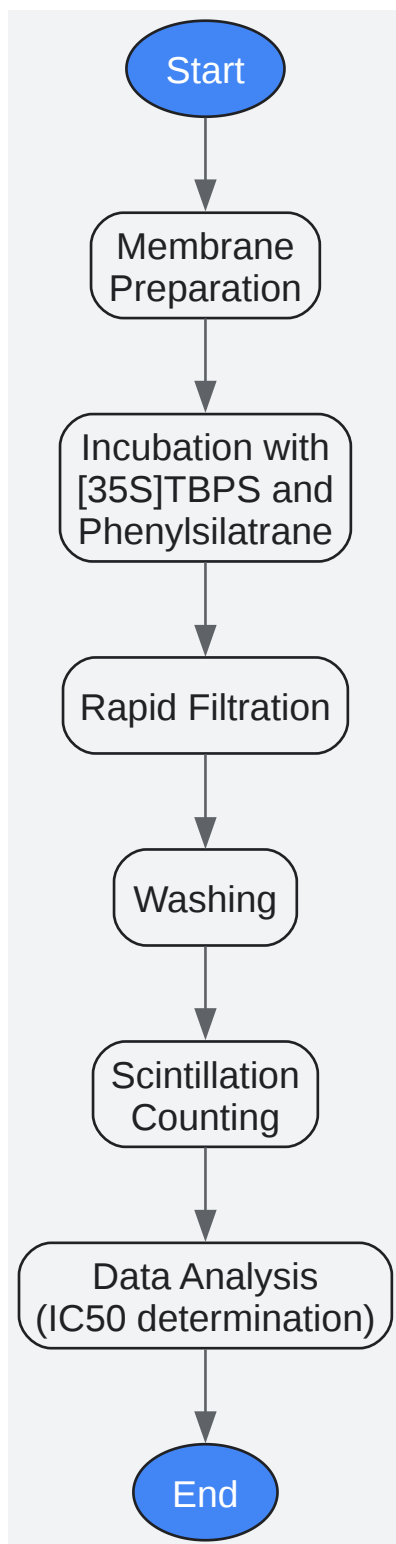 Start
Membrane
Preparation
Incubation with
[35S]TBPS and
Phenylsilatrane
Rapid Filtration
Washing
Scintillation
Counting
Data Analysis
(IC50 determination)
End